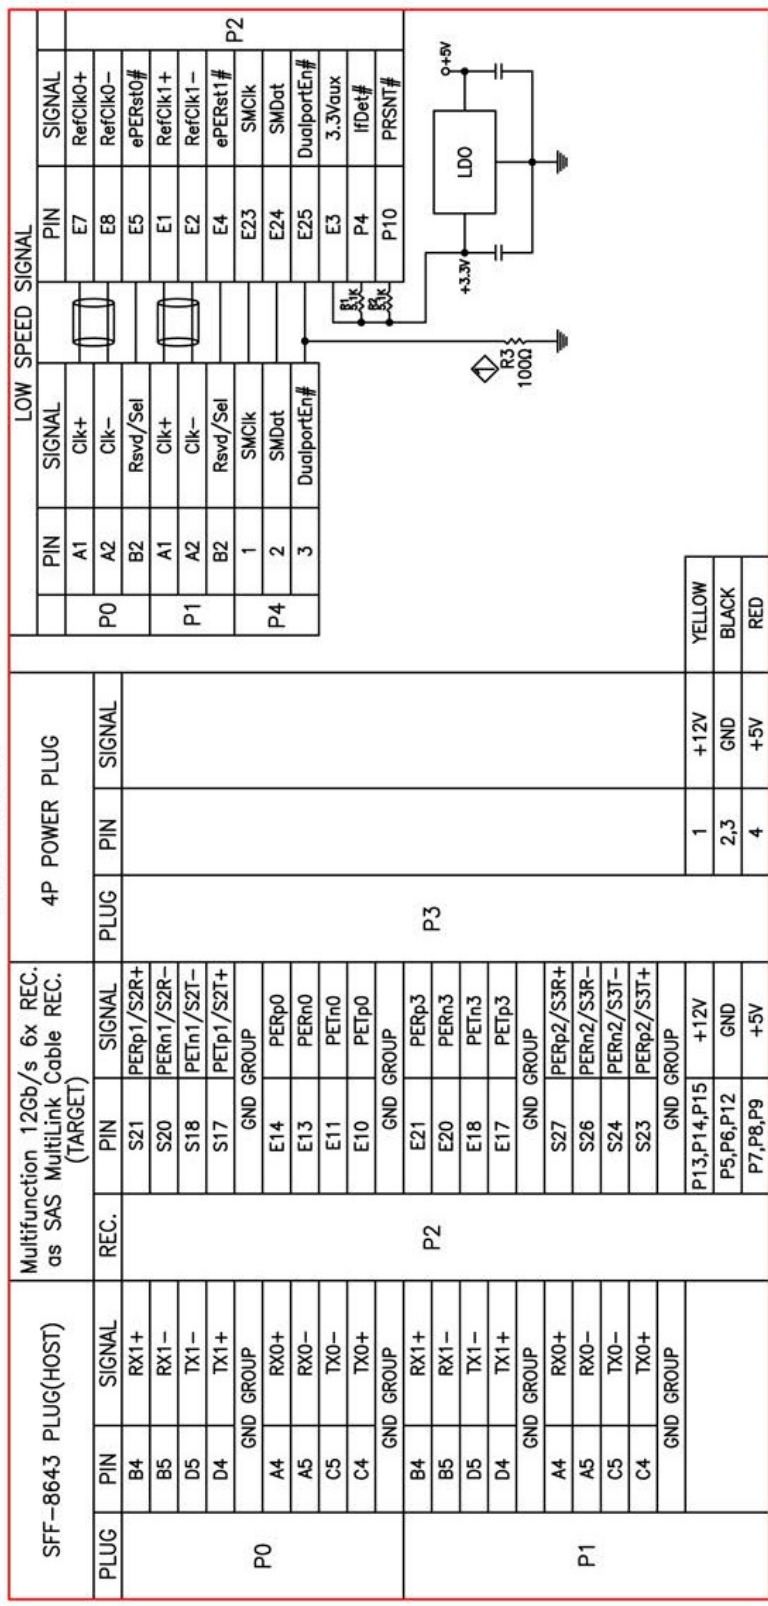 SFF-8643 PLUG(HOST)
Multifunction 12Gb/s 6x REC.
as SAS MultiLink Cable REC.
(TARGET)
4P POWER PLUG
PLUG PIN SIGNAL REC. PIN SIGNAL PLUG PIN SIGNAL
P0
P2
P3
B4 RX1+ S21 PERp1/S2R+
B5 RX1- S20 PERn1/S2R-
D5 TX1- S18 PETn1/S2T-
D4 TX1+ S17 PETp1/S2T+
GND GROUP GND GROUP
A4 RX0+ E14 PERp0
A5 RX0- E13 PERn0
C5 TX0- E11 PETn0
C4 TX0+ E10 PETp0
GND GROUP GND GROUP
P1
B4 RX1+ E21 PERp3
B5 RX1- E20 PERn3
D5 TX1- E18 PETn3
D4 TX1+ E17 PETp3
GND GROUP GND GROUP
A4 RX0+ S27 PERp2/S3R+
A5 RX0- S26 PERn2/S3R-
C5 TX0- S24 PERn2/S3T-
C4 TX0+ S23 PERp2/S3T+
GND GROUP GND GROUP
P13,P14,P15 +12V 1 +12V YELLOW
P5,P6,P12 GND 2,3 GND BLACK
P7,P8,P9 +5V 4 +5V RED
LOW SPEED SIGNAL
PIN SIGNAL PIN SIGNAL
P0
A1 Clk+ E7 RefClk0+
A2 Clk- E8 RefClk0-
B2 Rsvd/Sel E5 ePERst0#
P1
A1 Clk+ E1 RefClk1+
A2 Clk- E2 RefClk1-
B2 Rsvd/Sel E4 ePERst1#
P4
1 SMClk E23 SMClk
2 SMDat E24 SMDat
3 DualportEn# E25 DualportEn#
E3 3.3Vaux
P4 IfDet#
P10 PRSNT#
P2
R1
5.1K
R2
5.1K
+3.3V
LDO
+5V
1
R3
100Ω